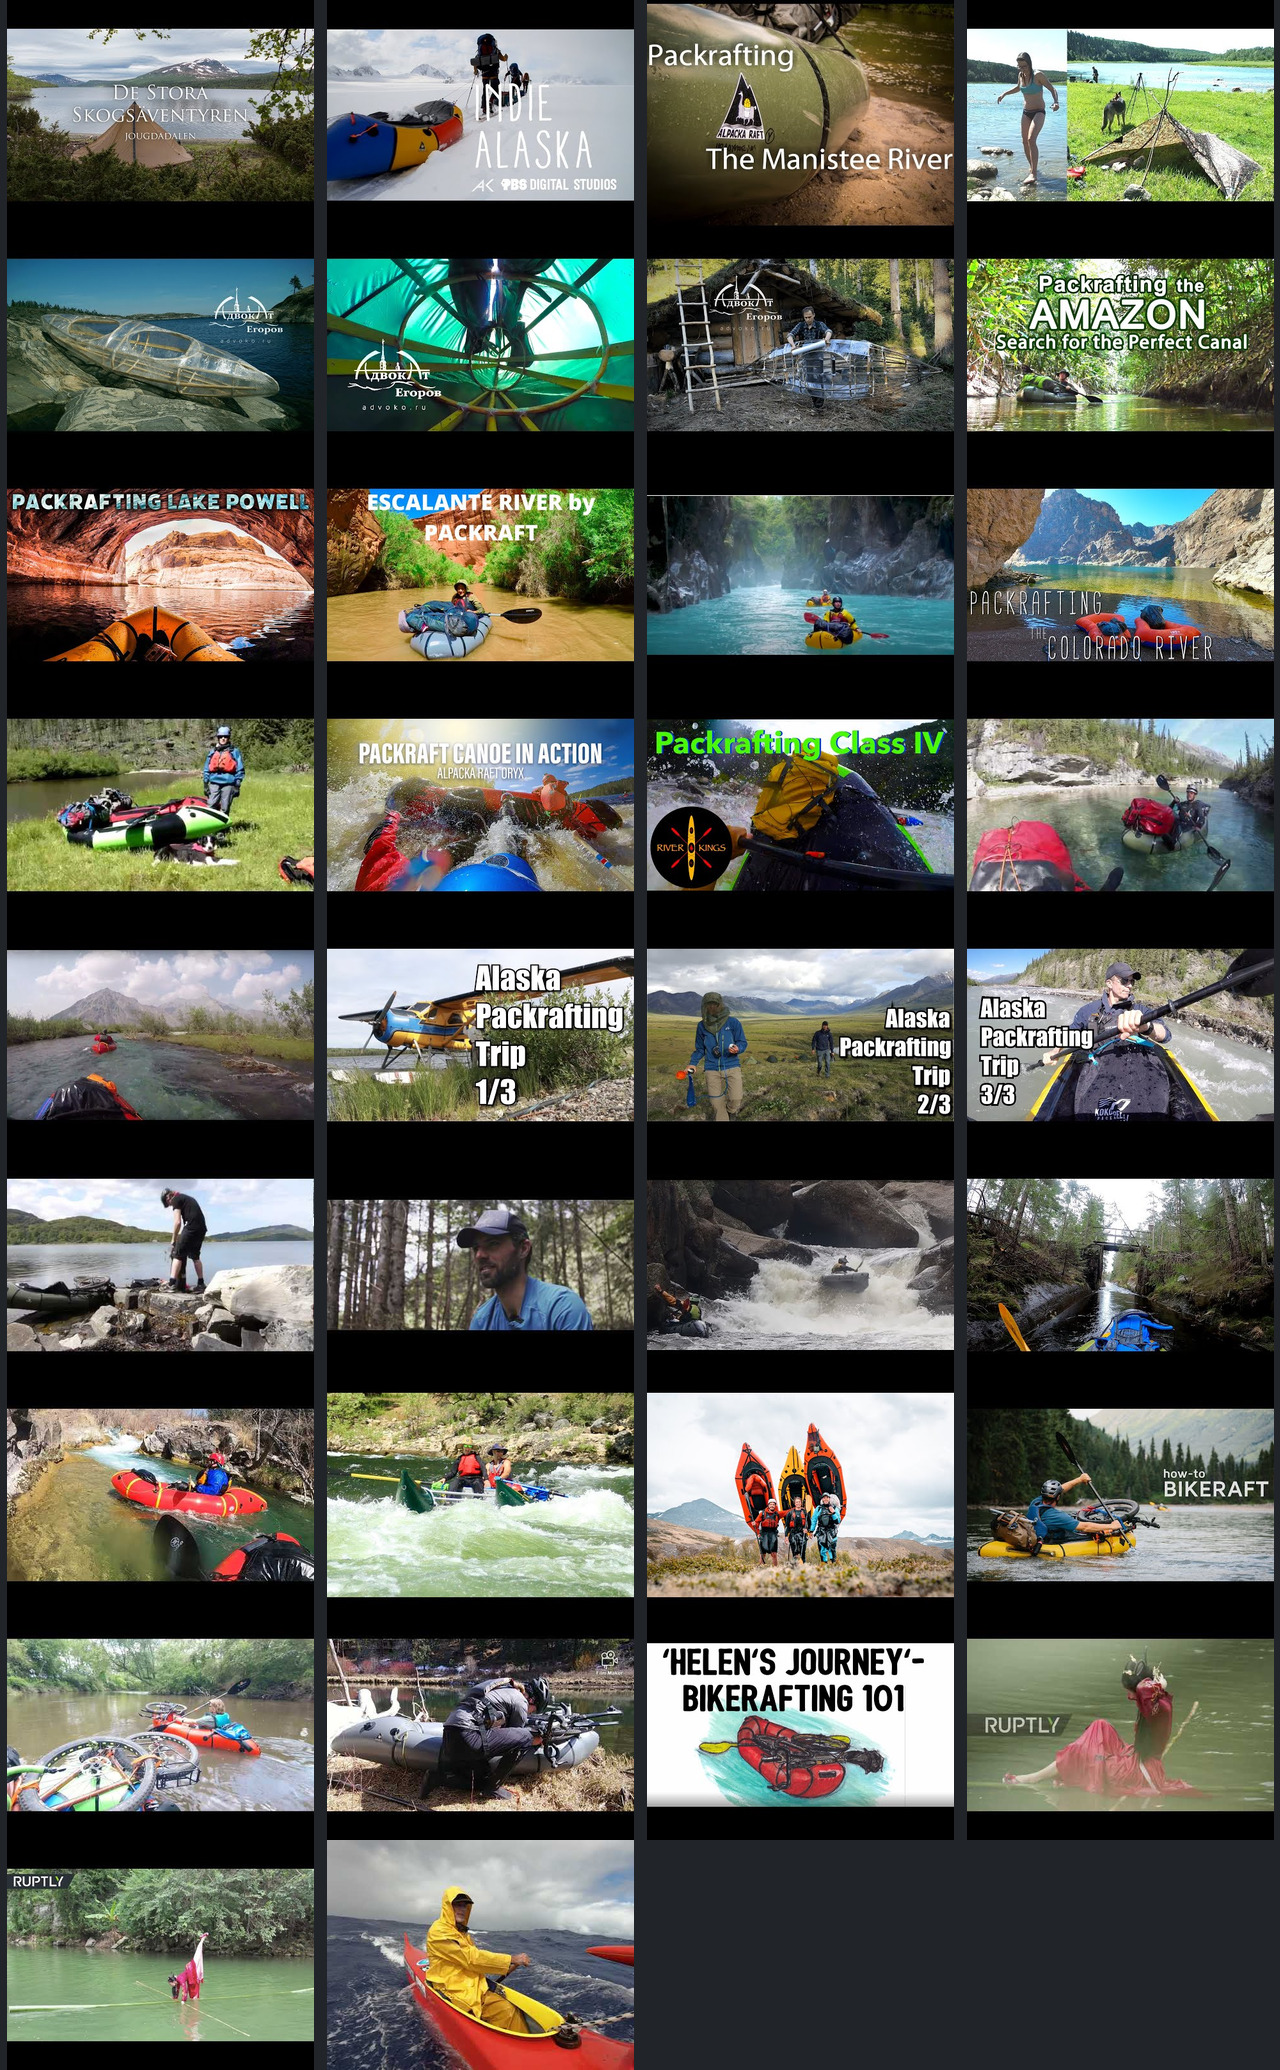 DE STORA
SKOGSÄVENTYREN
JOUGDADALEN
INDIE
ALASKA
AK PBS DIGITAL STUDIOS
Packrafting
ALPACKA RAFT
The Manistee River
АДВОКАТ
Егоров
advoko.ru
АДВОКАТ
Егоров
advoko.ru
АДВОКАТ
Егоров
advoko.ru
Packrafting the
AMAZON
Search for the Perfect Canal
PACKRAFTING LAKE POWELL
ESCALANTE RIVER by
PACKRAFT
PACKRAFTING
THE
COLORADO RIVER
PACKRAFT CANOE IN ACTION
ALPACKA RAFT ORYX
Packrafting Class IV
RIVER KINGS
Alaska
Packrafting
Trip
1/3
Alaska
Packrafting
Trip
2/3
Alaska
Packrafting
Trip
3/3
how-to
BIKERAFT
'HELEN'S JOURNEY'-
BIKERAFTING 101
RUPTLY
RUPTLY